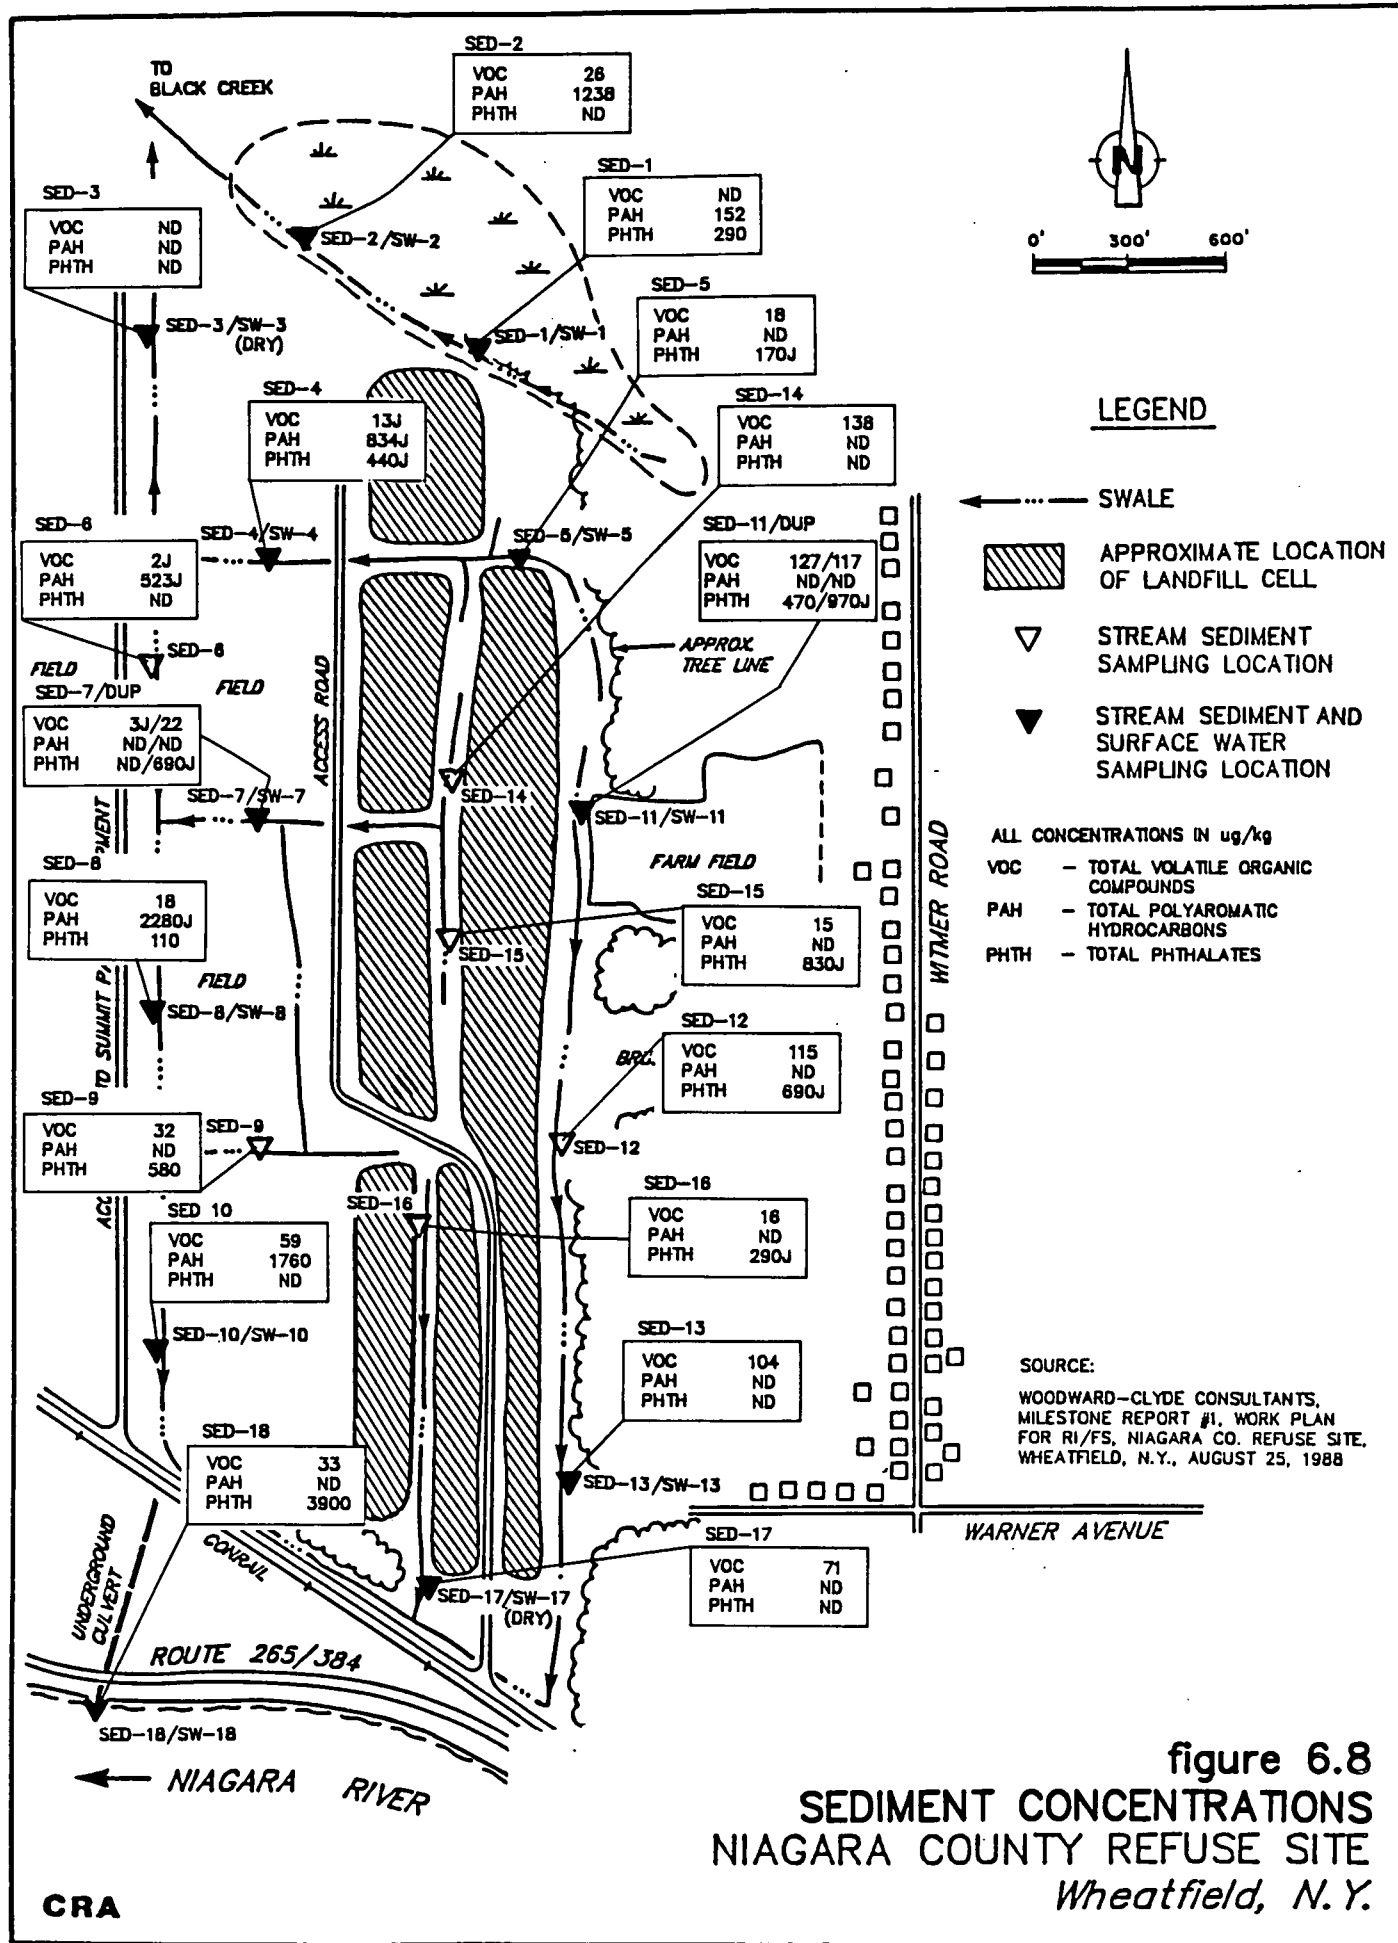 TO
BLACK CREEK
SED-2
VOC 26
PAH 1238
PHTH ND
SED-1
VOC ND
PAH 152
PHTH 290
N
0' 300' 600'
SED-3
VOC ND
PAH ND
PHTH ND
SED-2/SW-2
SED-5
VOC 18
PAH ND
PHTH 170J
SED-3/SW-3
(DRY)
SED-1/SW-1
SED-4
VOC 13J
PAH 834J
PHTH 440J
SED-14
VOC 138
PAH ND
PHTH ND
LEGEND
SWALE
APPROXIMATE LOCATION
OF LANDFILL CELL
STREAM SEDIMENT
SAMPLING LOCATION
STREAM SEDIMENT AND
SURFACE WATER
SAMPLING LOCATION
ALL CONCENTRATIONS IN ug/kg
VOC – TOTAL VOLATILE ORGANIC
COMPOUNDS
PAH – TOTAL POLYAROMATIC
HYDROCARBONS
PHTH – TOTAL PHTHALATES
SED-6
VOC 2J
PAH 523J
PHTH ND
SED-4/SW-4
SED-5/SW-5
SED-11/DUP
VOC 127/117
PAH ND/ND
PHTH 470/970J
SED-6
FIELD
FIELD
ACCESS ROAD
APPROX.
TREE LINE
SED-7/DUP
VOC 3J/22
PAH ND/ND
PHTH ND/690J
SED-7/SW-7
SED-14
SED-11/SW-11
WITMER ROAD
FARM FIELD
SED-8
VOC 18
PAH 2280J
PHTH 110
SED-15
VOC 15
PAH ND
PHTH 830J
SED-15
FIELD
SED-8/SW-8
TO SUMMIT P
MENT
SED-12
VOC 115
PAH ND
PHTH 690J
BRG.
SED-12
SED-9
VOC 32
PAH ND
PHTH 580
SED-9
ACC
SED-16
SED-16
VOC 16
PAH ND
PHTH 290J
SED 10
VOC 59
PAH 1760
PHTH ND
SED-10/SW-10
SED-13
VOC 104
PAH ND
PHTH ND
SED-13/SW-13
SOURCE:
WOODWARD-CLYDE CONSULTANTS,
MILESTONE REPORT #1, WORK PLAN
FOR RI/FS, NIAGARA CO. REFUSE SITE,
WHEATFIELD, N.Y., AUGUST 25, 1988
SED-18
VOC 33
PAH ND
PHTH 3900
WARNER AVENUE
SED-17
VOC 71
PAH ND
PHTH ND
SED-17/SW-17
(DRY)
CONRAIL
UNDERGROUND
CULVERT
ROUTE 265/384
SED-18/SW-18
NIAGARA RIVER
figure 6.8
SEDIMENT CONCENTRATIONS
NIAGARA COUNTY REFUSE SITE
Wheatfield, N.Y.
CRA